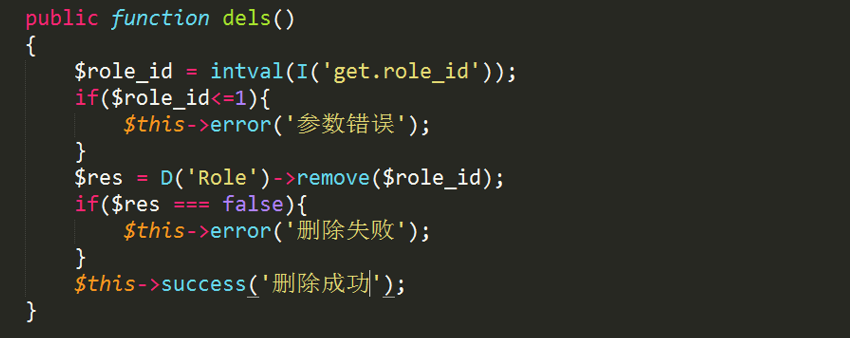 public function dels()
{
    $role_id = intval(I('get.role_id'));
    if($role_id<=1){
        $this->error('参数错误');
    }
    $res = D('Role')->remove($role_id);
    if($res === false){
        $this->error('删除失败');
    }
    $this->success('删除成功');
}